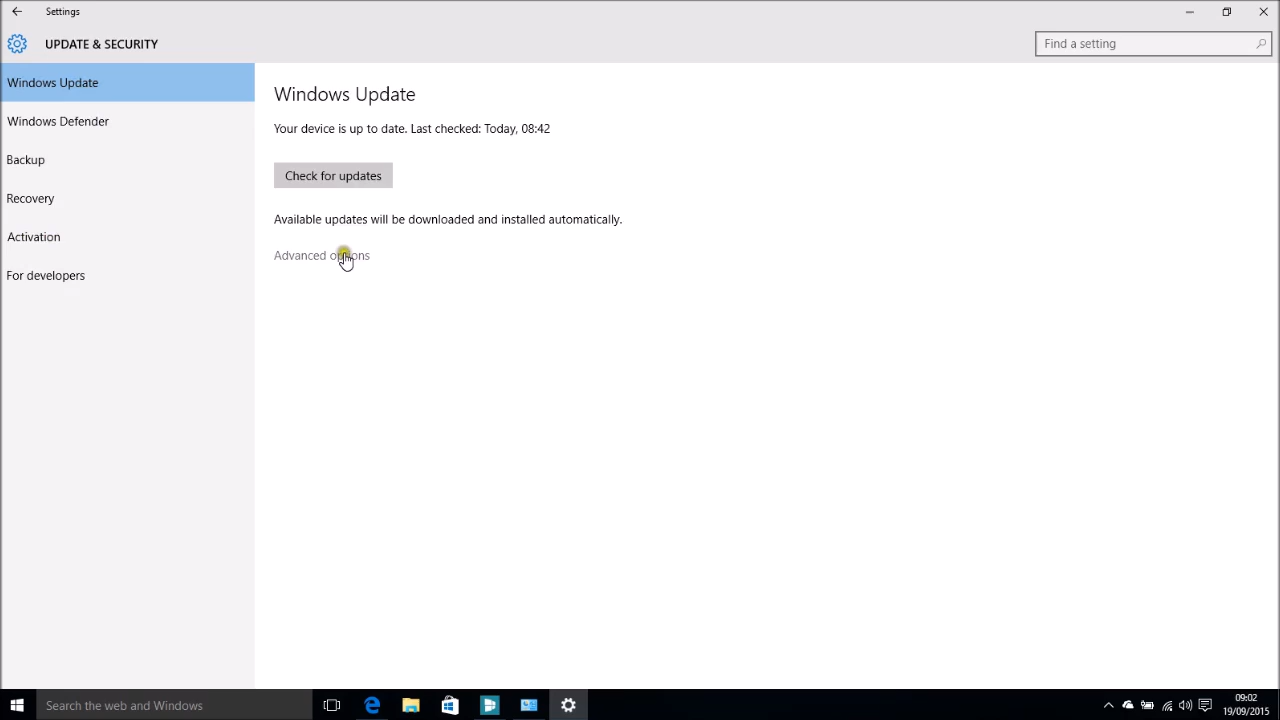 Settings
UPDATE & SECURITY
Find a setting
Windows Update
Windows Defender
Backup
Recovery
Activation
For developers
Windows Update
Your device is up to date. Last checked: Today, 08:42
Check for updates
Available updates will be downloaded and installed automatically.
Advanced options
Search the web and Windows
09:02
19/09/2015